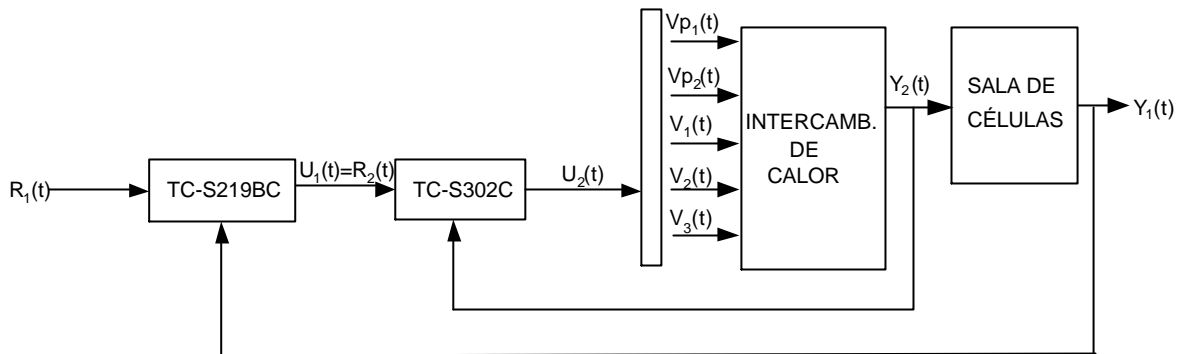 Vp₁(t)
Vp₂(t)
V₁(t)
V₂(t)
V₃(t)
INTERCAMB.
DE
CALOR
Y₂(t)
SALA DE
CÉLULAS
Y₁(t)
R₁(t)
TC-S219BC
U₁(t)=R₂(t)
TC-S302C
U₂(t)